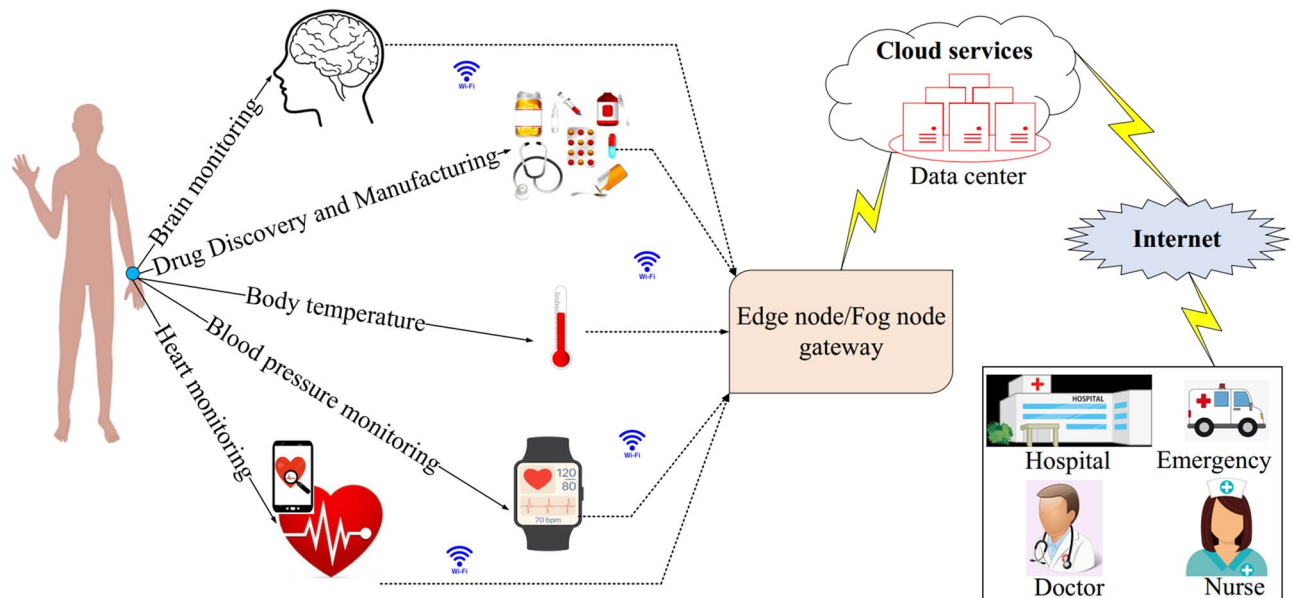 Brain monitoring
Wi-Fi
Cloud services
Data center
Drug Discovery and Manufacturing
Wi-Fi
Internet
Body temperature
Edge node/Fog node
gateway
Blood pressure monitoring
Heart monitoring
Wi-Fi
120
80
70 bpm
Wi-Fi
HOSPITAL
Hospital
Emergency
Doctor
Nurse